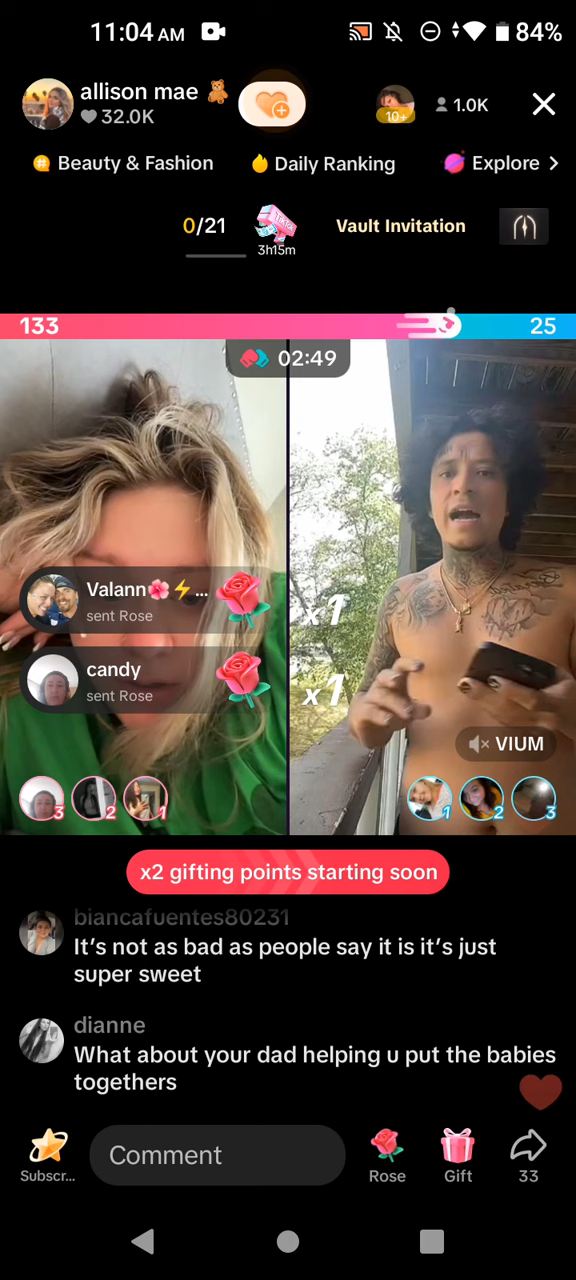 11:04 AM
84%
allison mae
32.0K
10+
1.0K
Beauty & Fashion
Daily Ranking
Explore >
0/21
TikTok
3h15m
Vault Invitation
133
25
02:49
Valann🌸⚡...
sent Rose
x1
candy
sent Rose
x1
VIUM
3
2
1
1
2
3
x2 gifting points starting soon
biancafuentes80231
It's not as bad as people say it is it's just
super sweet
dianne
What about your dad helping u put the babies
togethers
Subscr...
Comment
Rose
Gift
33